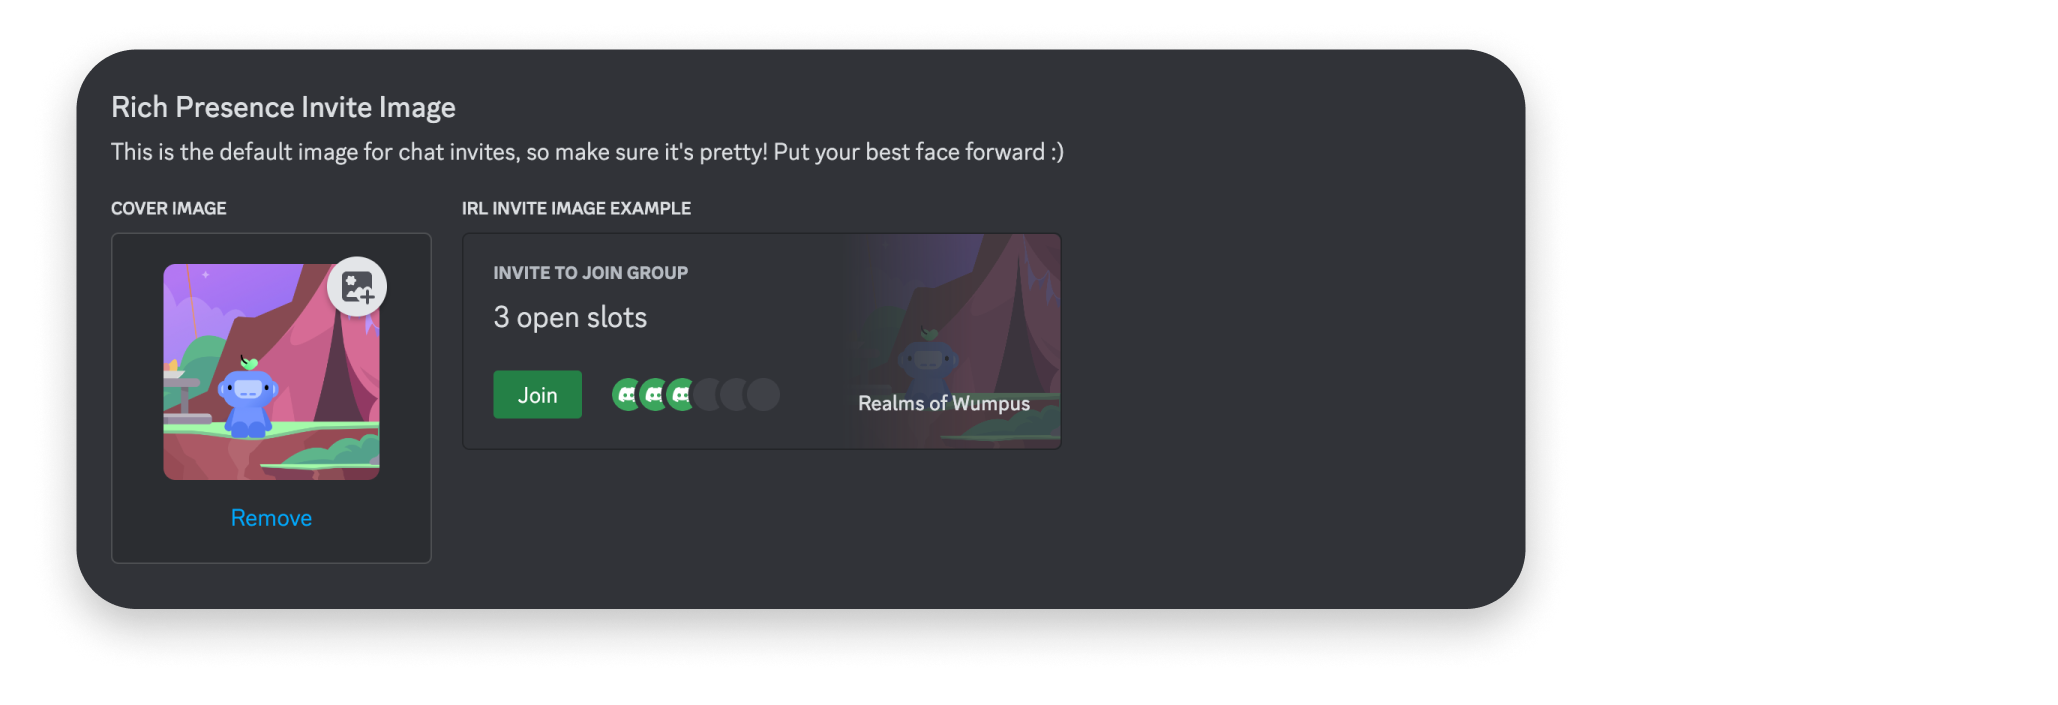 Rich Presence Invite Image
This is the default image for chat invites, so make sure it's pretty! Put your best face forward :)
COVER IMAGE
Remove
IRL INVITE IMAGE EXAMPLE
INVITE TO JOIN GROUP
3 open slots
Join
Realms of Wumpus